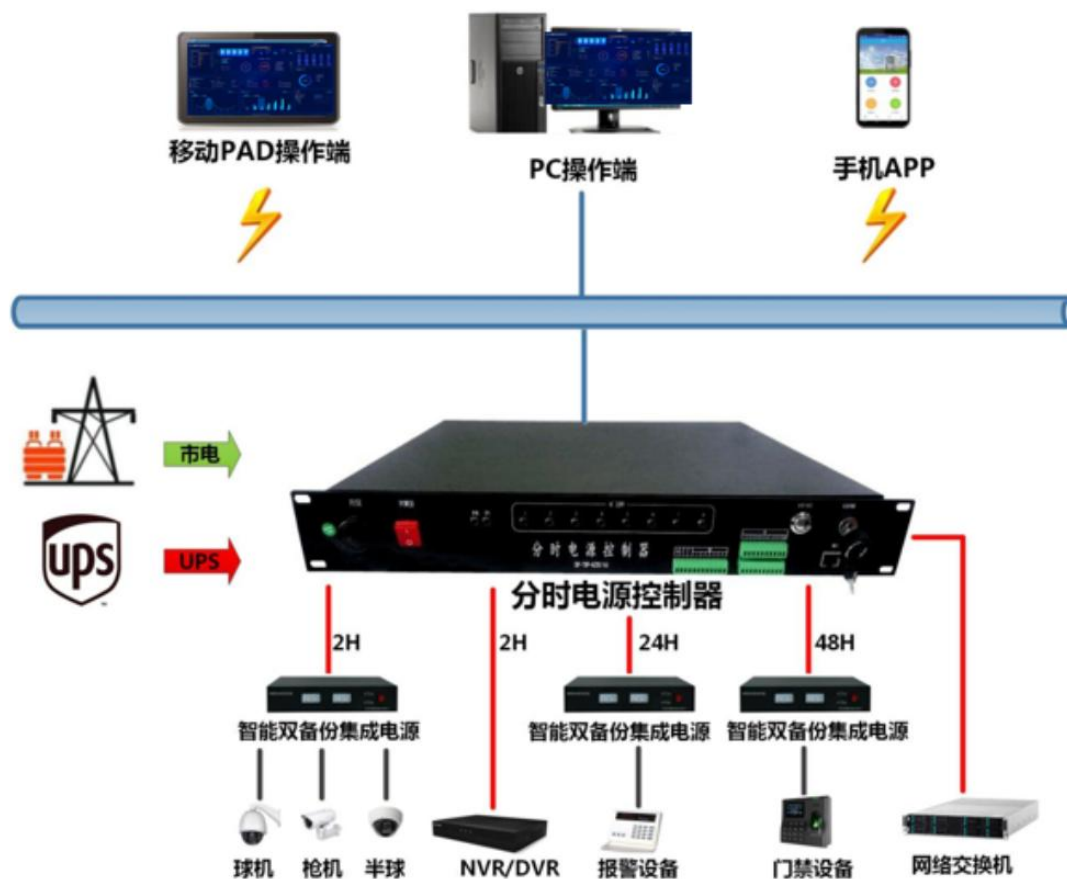 移动PAD操作端
PC操作端
手机APP
市电
ups
UPS
分时电源控制器
分时电源控制器
2H
2H
24H
48H
智能双备份集成电源
智能双备份集成电源
智能双备份集成电源
球机
枪机
半球
NVR/DVR
报警设备
门禁设备
网络交换机